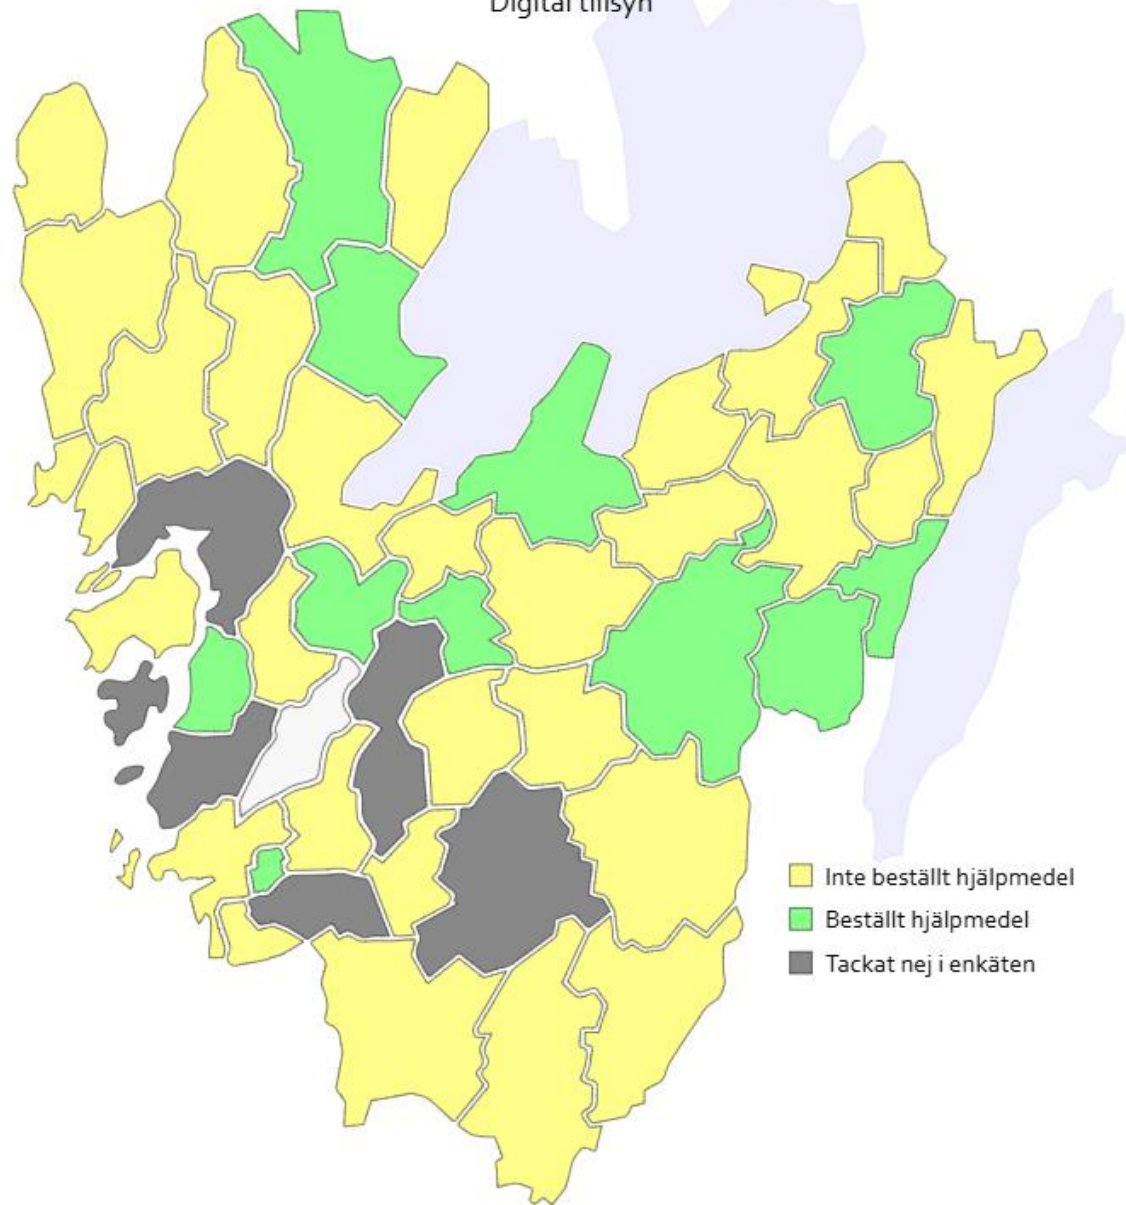 Digital tillsyn
Inte beställt hjälpmedel
Beställt hjälpmedel
Tackat nej i enkäten